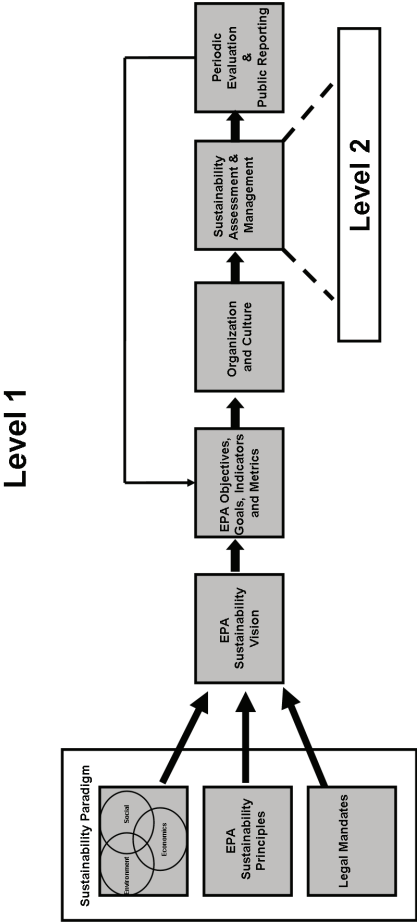 Level 1
Sustainability Paradigm
Environment
Social
Economics
EPA
Sustainability
Principles
Legal Mandates
EPA
Sustainability
Vision
EPA Objectives,
Goals, Indicators
and Metrics
Organization
and Culture
Sustainability
Assessment &
Management
Periodic
Evaluation
&
Public Reporting
Level 2